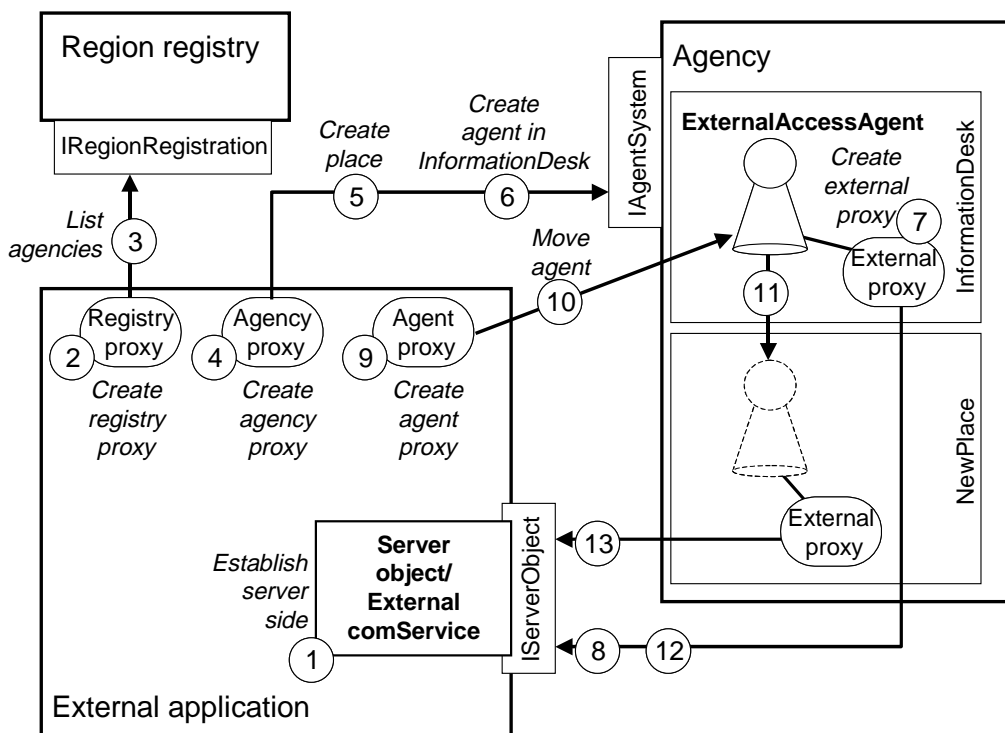 Region registry
IRegionRegistration
List
agencies
3
Create
place
5
Create
agent in
InformationDesk
6
IAgentSystem
Agency
ExternalAccessAgent
Create
external
proxy
7
External
proxy
InformationDesk
11
Move
agent
10
Registry
proxy
2
Create
registry
proxy
Agency
proxy
4
Create
agency
proxy
Agent
proxy
9
Create
agent
proxy
NewPlace
External
proxy
13
Establish
server
side
1
Server
object/
External
comService
IServerObject
8
12
External application